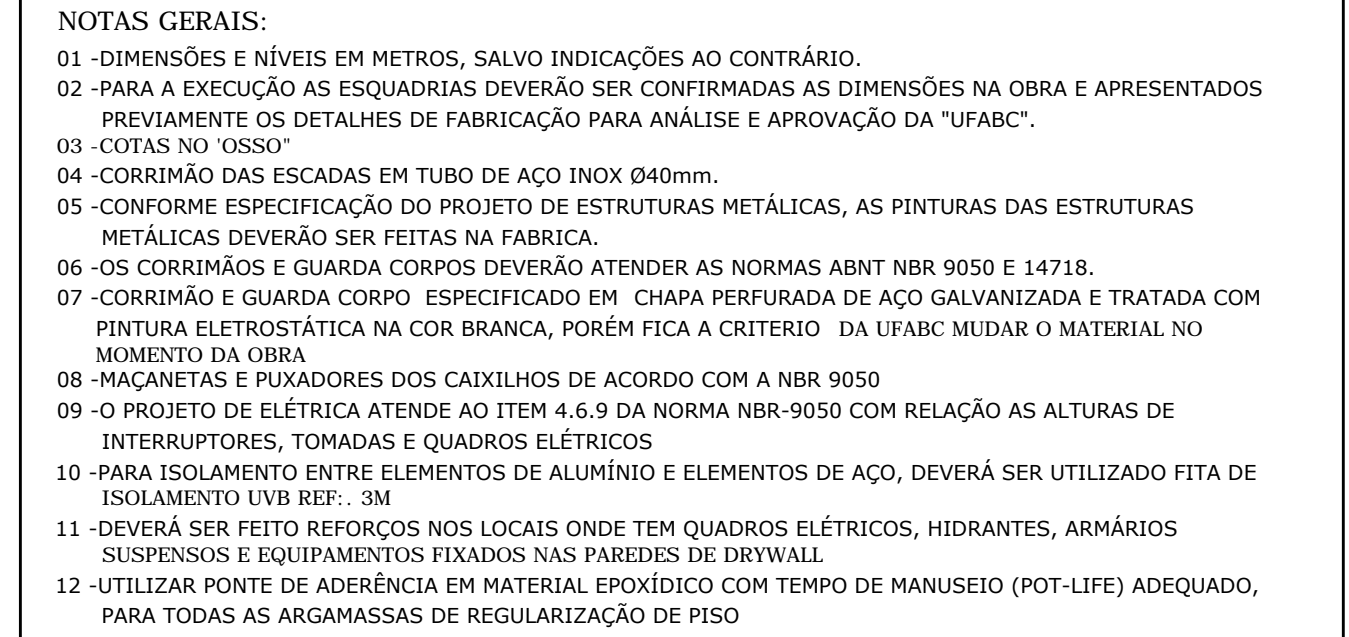 NOTAS GERAIS:
01 -DIMENSÕES E NÍVEIS EM METROS, SALVO INDICAÇÕES AO CONTRÁRIO.
02 -PARA A EXECUÇÃO AS ESQUADRIAS DEVERÃO SER CONFIRMADAS AS DIMENSÕES NA OBRA E APRESENTADOS
PREVIAMENTE OS DETALHES DE FABRICAÇÃO PARA ANÁLISE E APROVAÇÃO DA "UFABC".
03 -COTAS NO 'OSSO"
04 -CORRIMÃO DAS ESCADAS EM TUBO DE AÇO INOX Ø40mm.
05 -CONFORME ESPECIFICAÇÃO DO PROJETO DE ESTRUTURAS METÁLICAS, AS PINTURAS DAS ESTRUTURAS
METÁLICAS DEVERÃO SER FEITAS NA FABRICA.
06 -OS CORRIMÃOS E GUARDA CORPOS DEVERÃO ATENDER AS NORMAS ABNT NBR 9050 E 14718.
07 -CORRIMÃO E GUARDA CORPO ESPECIFICADO EM CHAPA PERFURADA DE AÇO GALVANIZADA E TRATADA COM
PINTURA ELETROSTÁTICA NA COR BRANCA, PORÉM FICA A CRITERIO DA UFABC MUDAR O MATERIAL NO
MOMENTO DA OBRA
08 -MAÇANETAS E PUXADORES DOS CAIXILHOS DE ACORDO COM A NBR 9050
09 -O PROJETO DE ELÉTRICA ATENDE AO ITEM 4.6.9 DA NORMA NBR-9050 COM RELAÇÃO AS ALTURAS DE
INTERRUPTORES, TOMADAS E QUADROS ELÉTRICOS
10 -PARA ISOLAMENTO ENTRE ELEMENTOS DE ALUMÍNIO E ELEMENTOS DE AÇO, DEVERÁ SER UTILIZADO FITA DE
ISOLAMENTO UVB REF:. 3M
11 -DEVERÁ SER FEITO REFORÇOS NOS LOCAIS ONDE TEM QUADROS ELÉTRICOS, HIDRANTES, ARMÁRIOS
SUSPENSOS E EQUIPAMENTOS FIXADOS NAS PAREDES DE DRYWALL
12 -UTILIZAR PONTE DE ADERÊNCIA EM MATERIAL EPOXÍDICO COM TEMPO DE MANUSEIO (POT-LIFE) ADEQUADO,
PARA TODAS AS ARGAMASSAS DE REGULARIZAÇÃO DE PISO